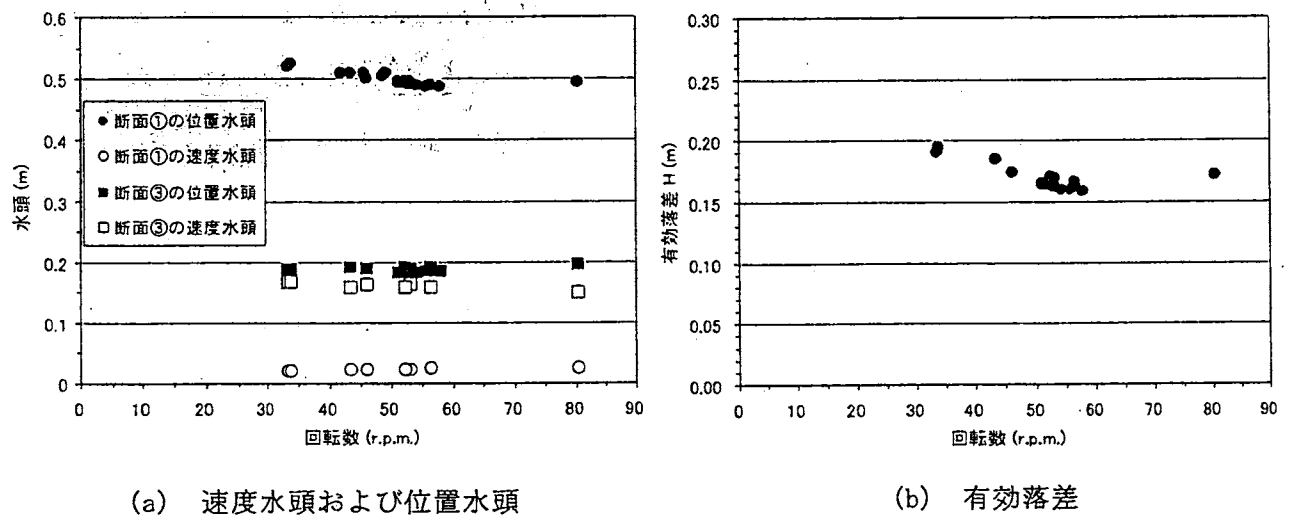 0.6
0.5
0.4
0.3
0.2
0.1
0
水頭 (m)
● 断面①の位置水頭
○ 断面①の速度水頭
■ 断面③の位置水頭
□ 断面③の速度水頭
0 10 20 30 40 50 60 70 80 90
回転数 (r.p.m.)
(a) 速度水頭および位置水頭
0.30
0.25
0.20
0.15
0.10
0.05
0.00
有効落差 H (m)
0 10 20 30 40 50 60 70 80 90
回転数 (r.p.m.)
(b) 有効落差